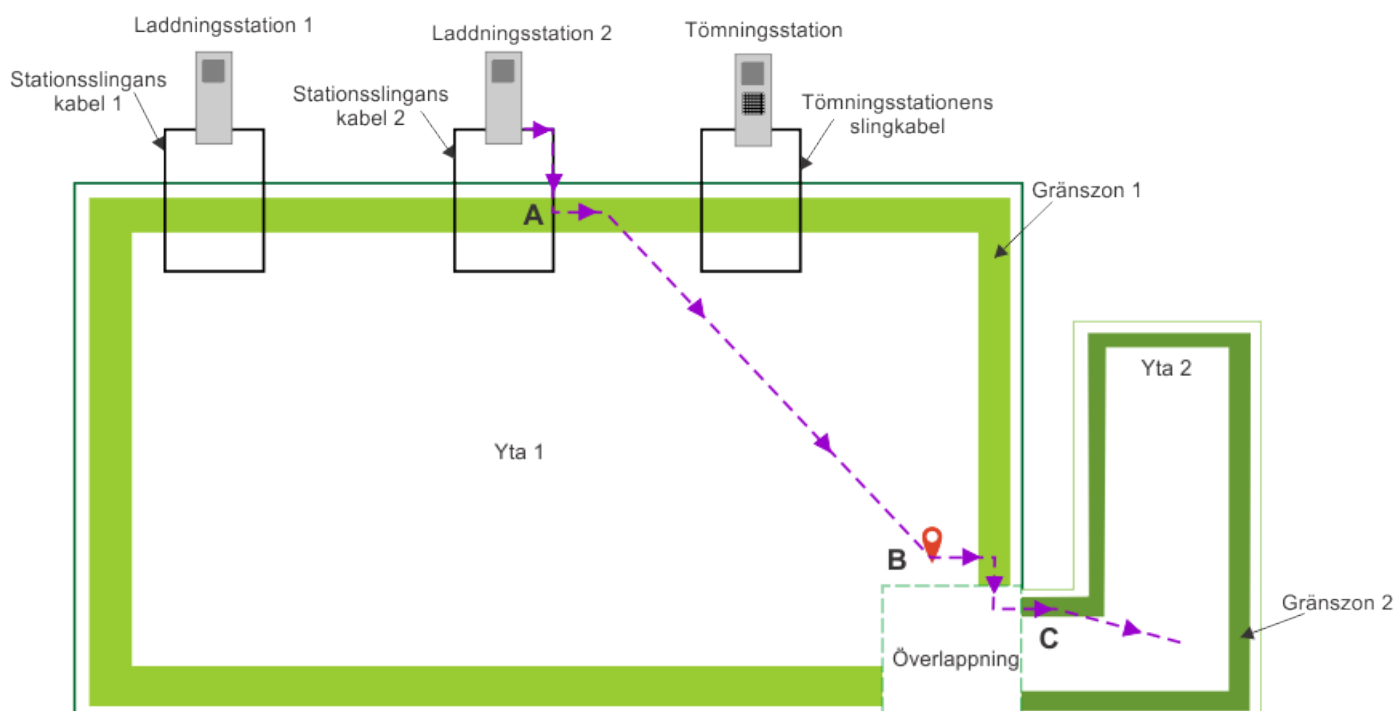 Laddningsstation 1
Laddningsstation 2
Tömningsstation
Stationsslingans
kabel 1
Stationsslingans
kabel 2
Tömningsstationens
slingkabel
Gränszon 1
A
Yta 2
Yta 1
B
Gränszon 2
C
Överlappning